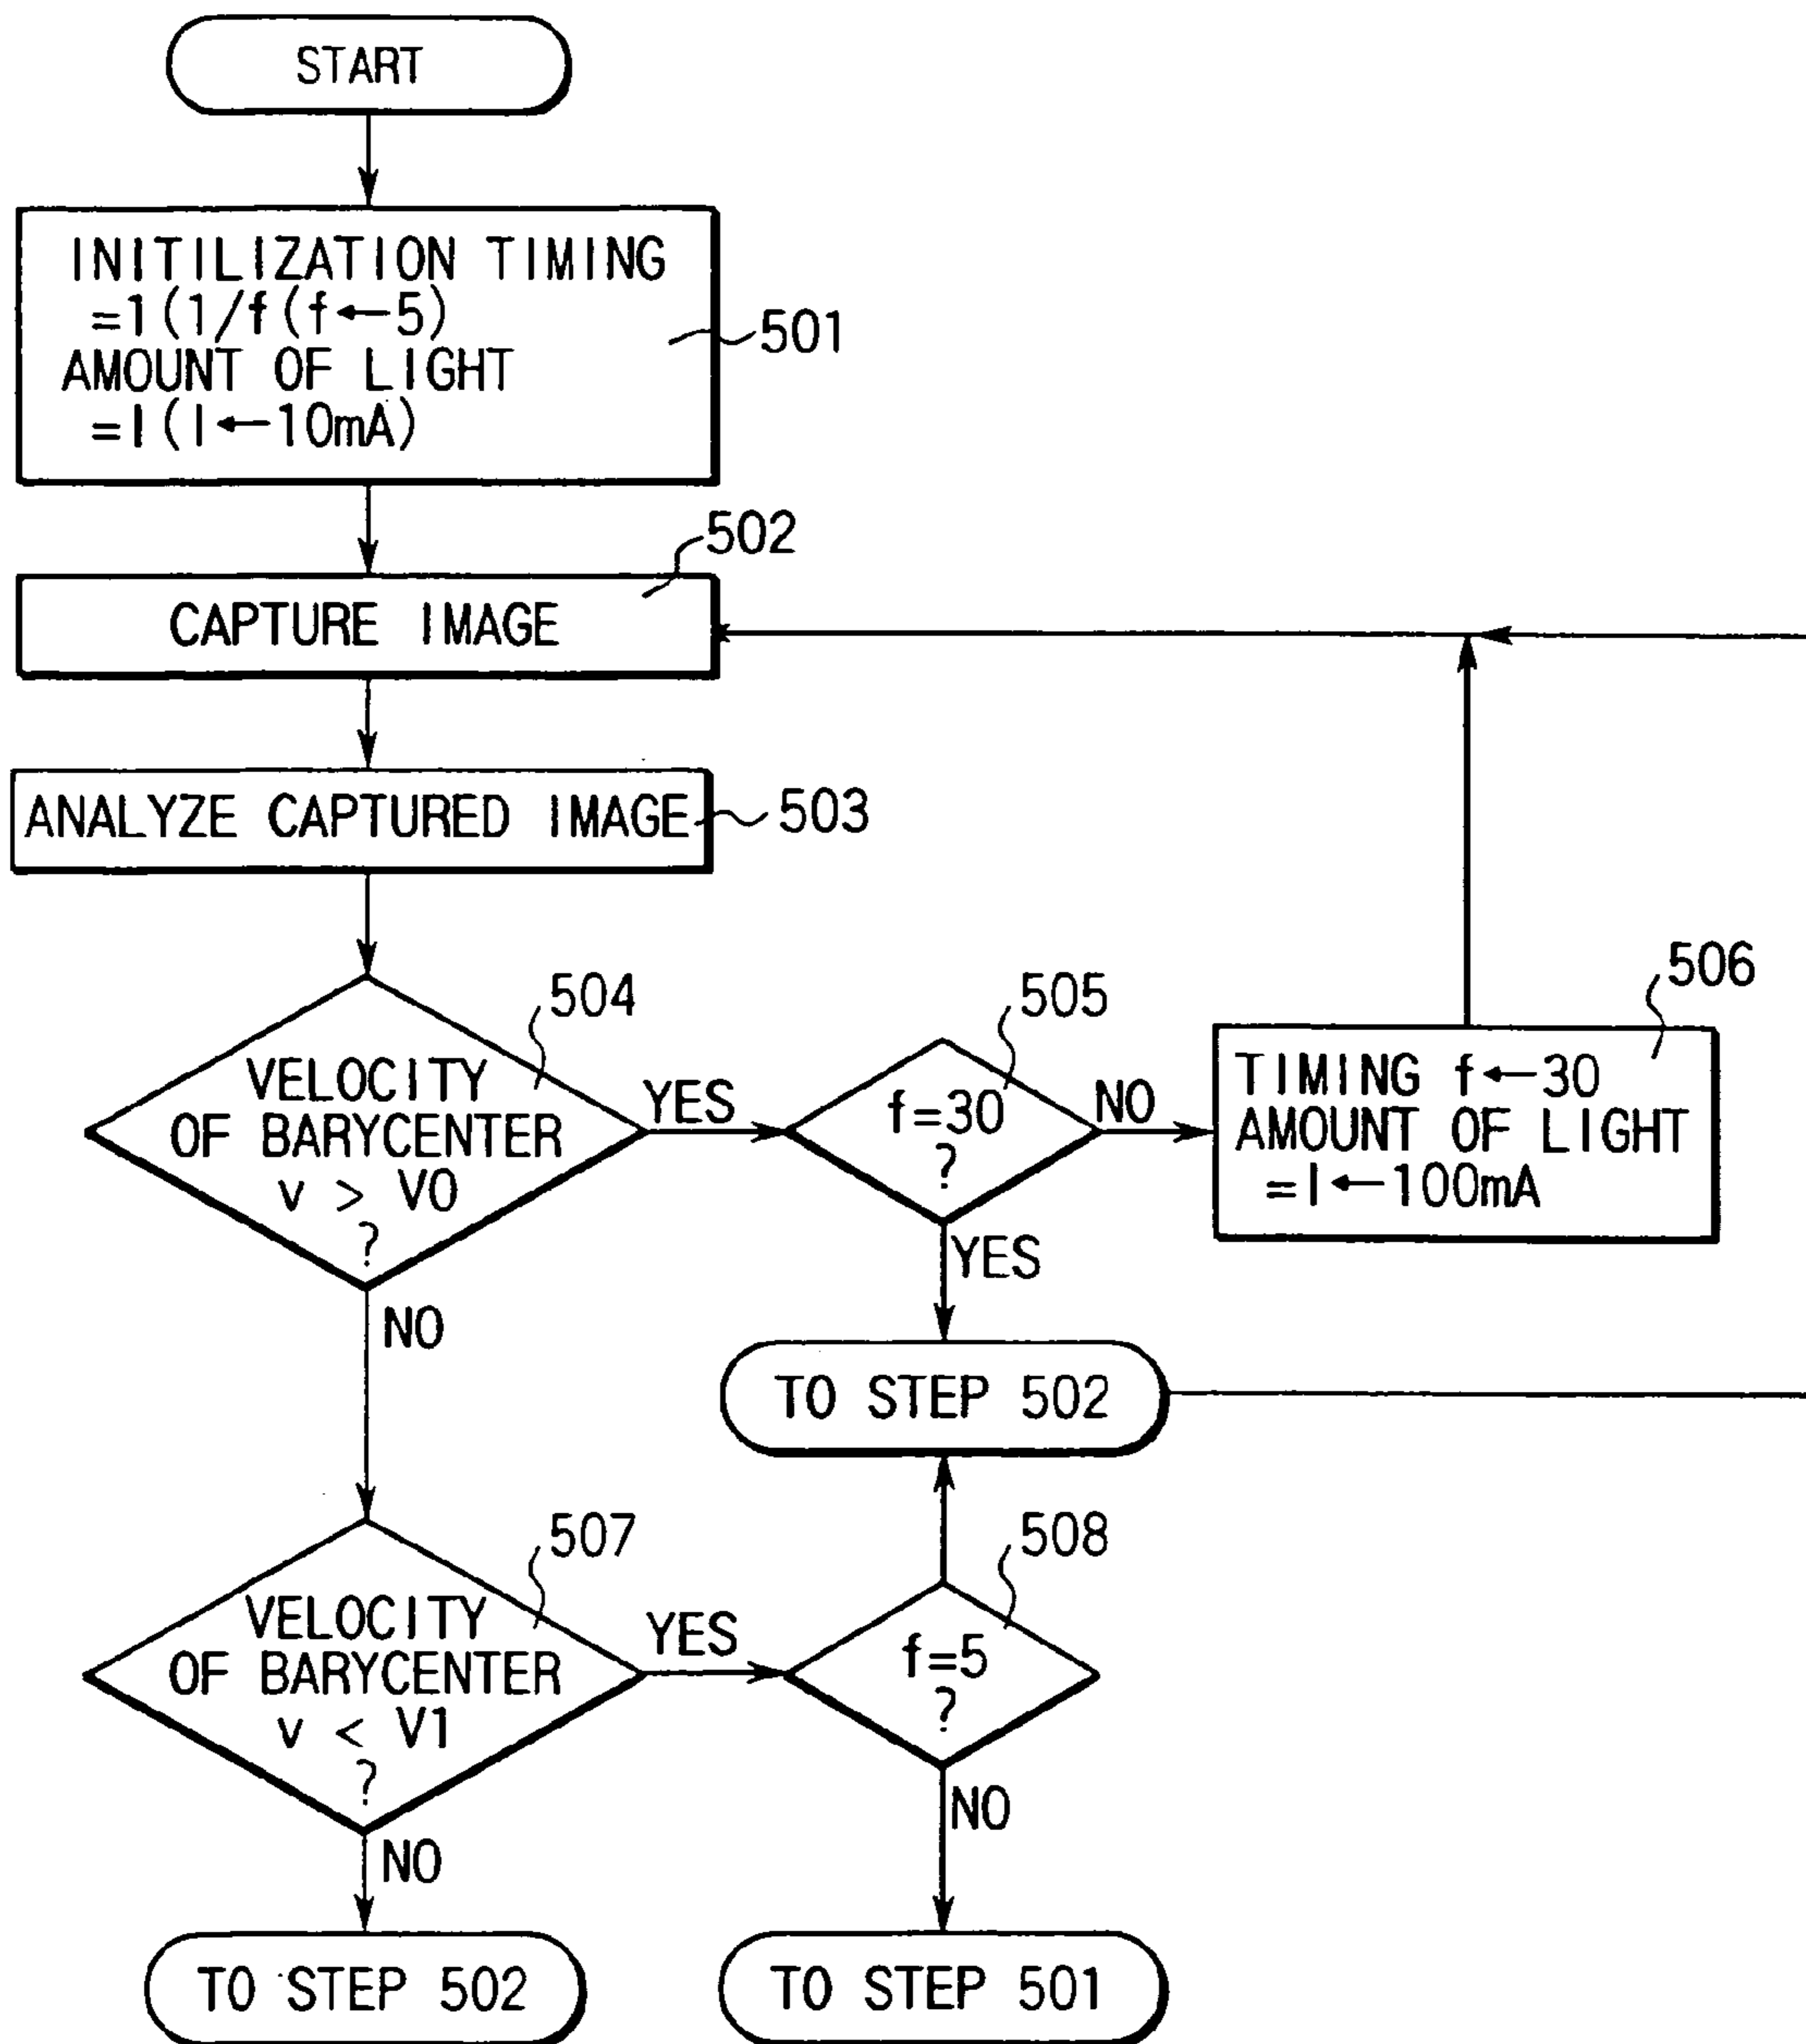 START
INITILIZATION TIMING
=1(1/f(f←5)
AMOUNT OF LIGHT
=I(I←10mA)
501
502
CAPTURE IMAGE
ANALYZE CAPTURED IMAGE
503
504
VELOCITY
OF BARYCENTER
v > V0
?
YES
NO
505
f=30
?
NO
YES
506
TIMING f←30
AMOUNT OF LIGHT
=I←100mA
TO STEP 502
507
VELOCITY
OF BARYCENTER
v < V1
?
YES
NO
508
f=5
?
NO
TO STEP 502
TO STEP 501